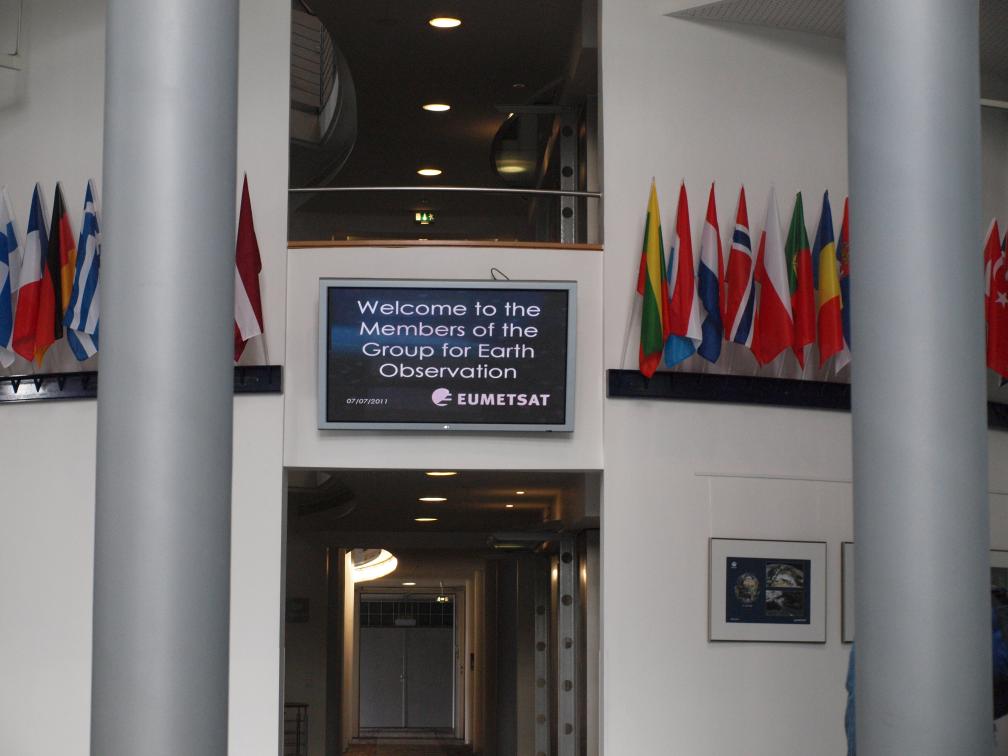 Welcome to the
Members of the
Group for Earth
Observation
07/07/2011
EUMETSAT